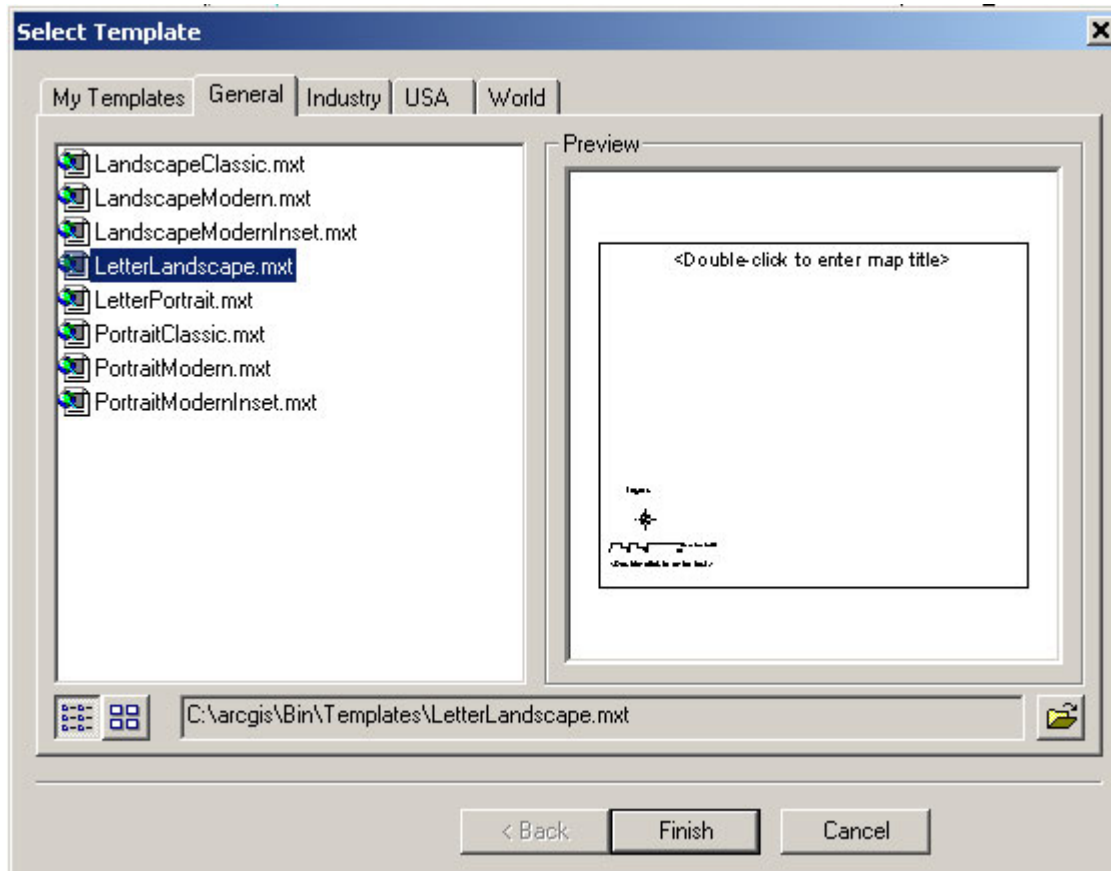 Select Template
My Templates General Industry USA World
LandscapeClassic.mxt
LandscapeModern.mxt
LandscapeModernInset.mxt
LetterLandscape.mxt
LetterPortrait.mxt
PortraitClassic.mxt
PortraitModern.mxt
PortraitModernInset.mxt
Preview
<Double-click to enter map title>
C:\arcgis\Bin\Templates\LetterLandscape.mxt
< Back Finish Cancel